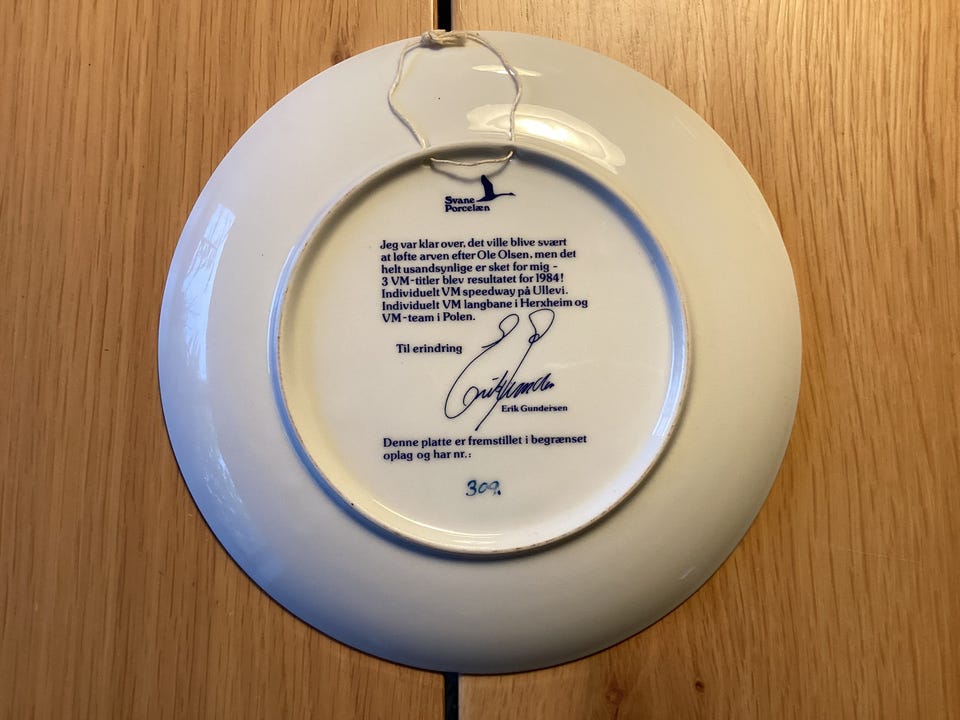 Svane
Porcelæn
Jeg var klar over, det ville blive svært
at løfte arven efter Ole Olsen, men det
helt usandsynlige er sket for mig -
3 VM-titler blev resultatet for 1984!
Individuelt VM speedway på Ullevi.
Individuelt VM langbane i Herxheim og
VM-team i Polen.
Til erindring
Erik Gundersen
Erik Gundersen
Denne platte er fremstillet i begrænset
oplag og har nr.:
309.